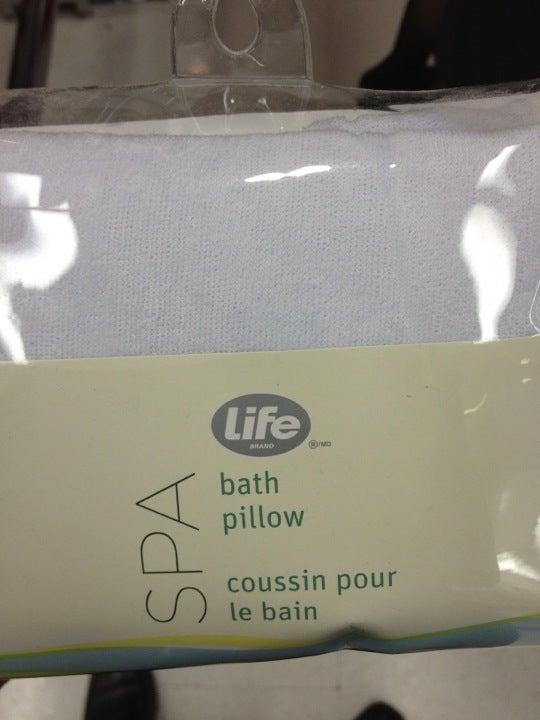 Life
BRAND
®/MD
SPA
bath
pillow
coussin pour
le bain